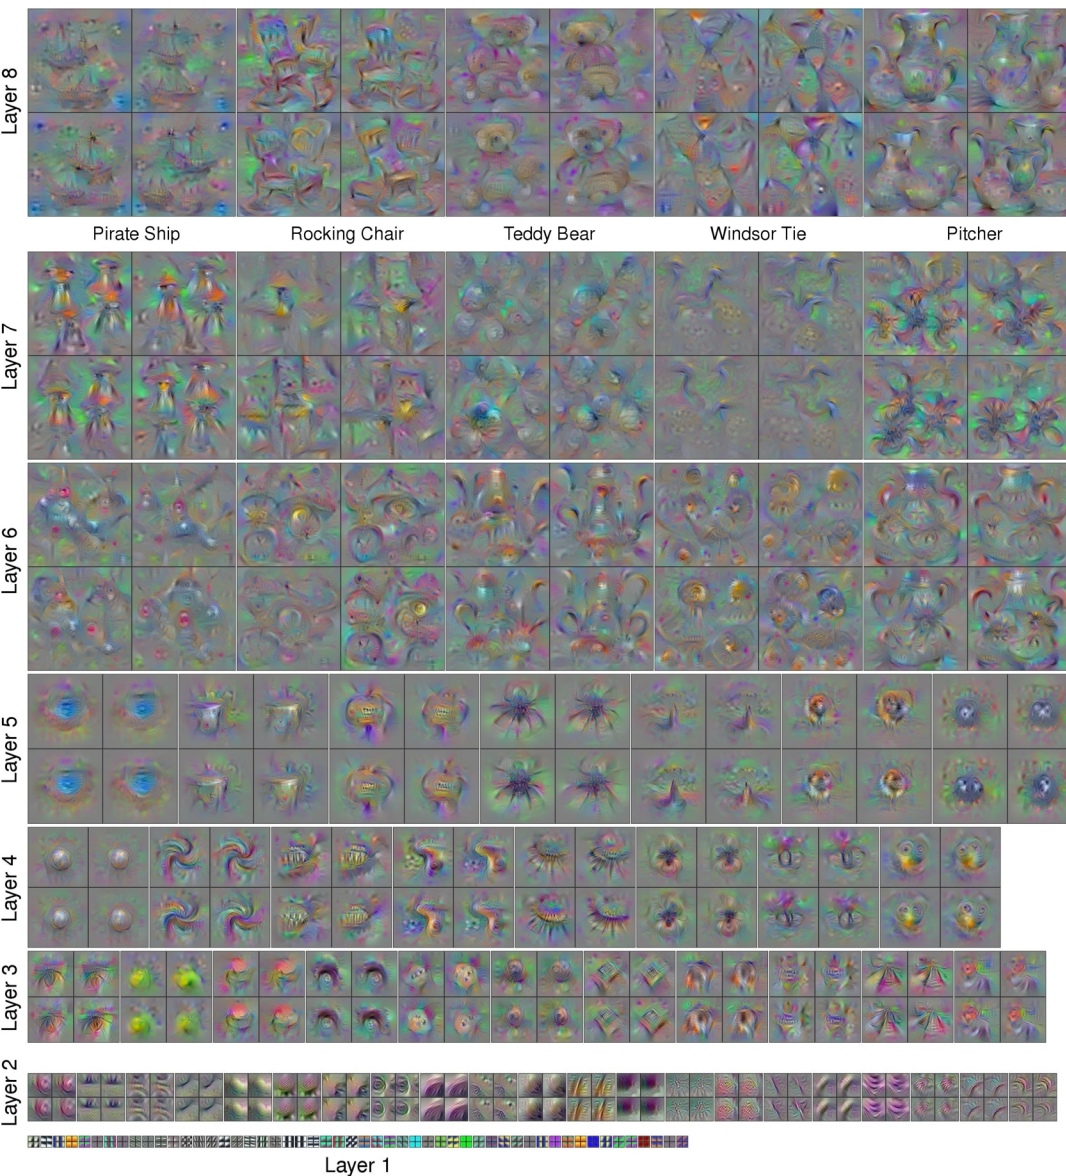 Layer 8
Pirate Ship Rocking Chair Teddy Bear Windsor Tie Pitcher
Layer 7
Layer 6
Layer 5
Layer 4
Layer 3
Layer 2
Layer 1